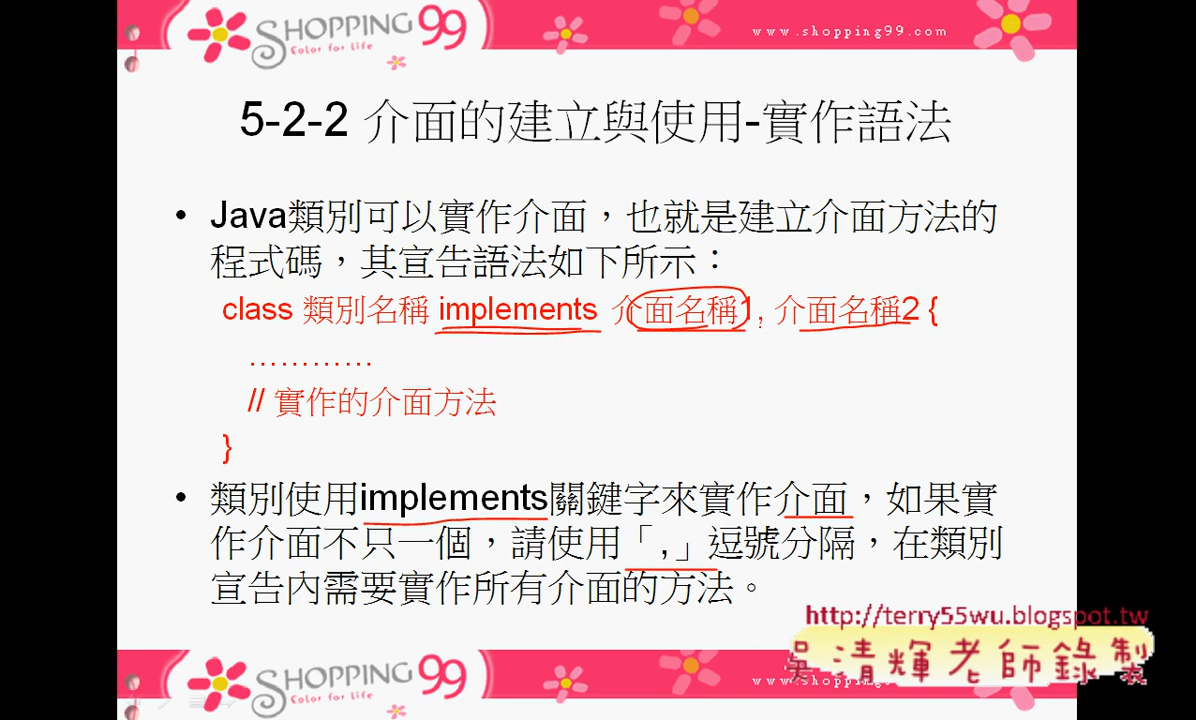 SHOPPING 99
Color for Life
www.shopping99.com
5-2-2 介面的建立與使用-實作語法
• Java類別可以實作介面，也就是建立介面方法的
程式碼，其宣告語法如下所示：
class 類別名稱 implements 介面名稱1, 介面名稱2 {
…………
// 實作的介面方法
}
• 類別使用implements關鍵字來實作介面，如果實
作介面不只一個，請使用「,」逗號分隔，在類別
宣告內需要實作所有介面的方法。
http://terry55wu.blogspot.tw
吳清輝老師錄製
SHOPPING 99
Color for Life